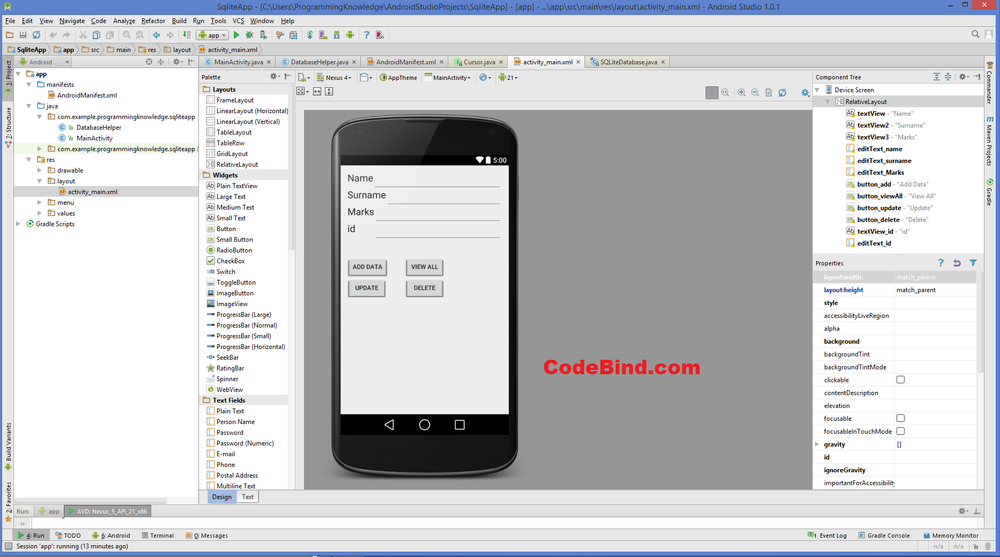 SqliteApp - [C:\Users\ProgrammingKnowledge\AndroidStudioProjects\SqliteApp] - [app] - ...\app\src\main\res\layout\activity_main.xml - Android Studio 1.0.1
File Edit View Navigate Code Analyze Refactor Build Run Tools VCS Window Help
app
SqliteApp app src main res layout activity_main.xml
1: Project
7: Structure
Build Variants
2: Favorites
Android
app
manifests
AndroidManifest.xml
java
com.example.programmingknowledge.sqliteapp
DatabaseHelper
MainActivity
com.example.programmingknowledge.sqliteapp (
res
drawable
layout
activity_main.xml
menu
values
Gradle Scripts
MainActivity.java DatabaseHelper.java AndroidManifest.xml Cursor.java activity_main.xml SQLiteDatabase.java
Palette
Layouts
FrameLayout
LinearLayout (Horizontal)
LinearLayout (Vertical)
TableLayout
TableRow
GridLayout
RelativeLayout
Widgets
Plain TextView
Large Text
Medium Text
Small Text
Button
Small Button
RadioButton
CheckBox
Switch
ToggleButton
ImageButton
ImageView
ProgressBar (Large)
ProgressBar (Normal)
ProgressBar (Small)
ProgressBar (Horizontal)
SeekBar
RatingBar
Spinner
WebView
Text Fields
Plain Text
Person Name
Password
Password (Numeric)
E-mail
Phone
Postal Address
Multiline Text
Design Text
Nexus 4 AppTheme MainActivity 21
5:00
Name
Surname
Marks
id
ADD DATA VIEW ALL
UPDATE DELETE
CodeBind.com
Component Tree
Device Screen
RelativeLayout
textView - "Name"
textView2 - "Surname"
textView3 - "Marks"
editText_name
editText_surname
editText_Marks
button_add - "Add Data"
button_viewAll - "View All"
button_update - "Update"
button_delete - "Delete"
textView_id - "id"
editText_id
Properties
layout:width match_parent
layout:height match_parent
style
accessibilityLiveRegion
alpha
background
backgroundTint
backgroundTintMode
clickable
contentDescription
elevation
focusable
focusableInTouchMode
gravity []
id
ignoreGravity
importantForAccessibility
Commander
Maven Projects
Gradle
Run: app AVD: Nexus_5_API_21_x86
4: Run TODO 6: Android Terminal 0: Messages 1 Event Log Gradle Console Memory Monitor
Session 'app': running (13 minutes ago) n/a n/a